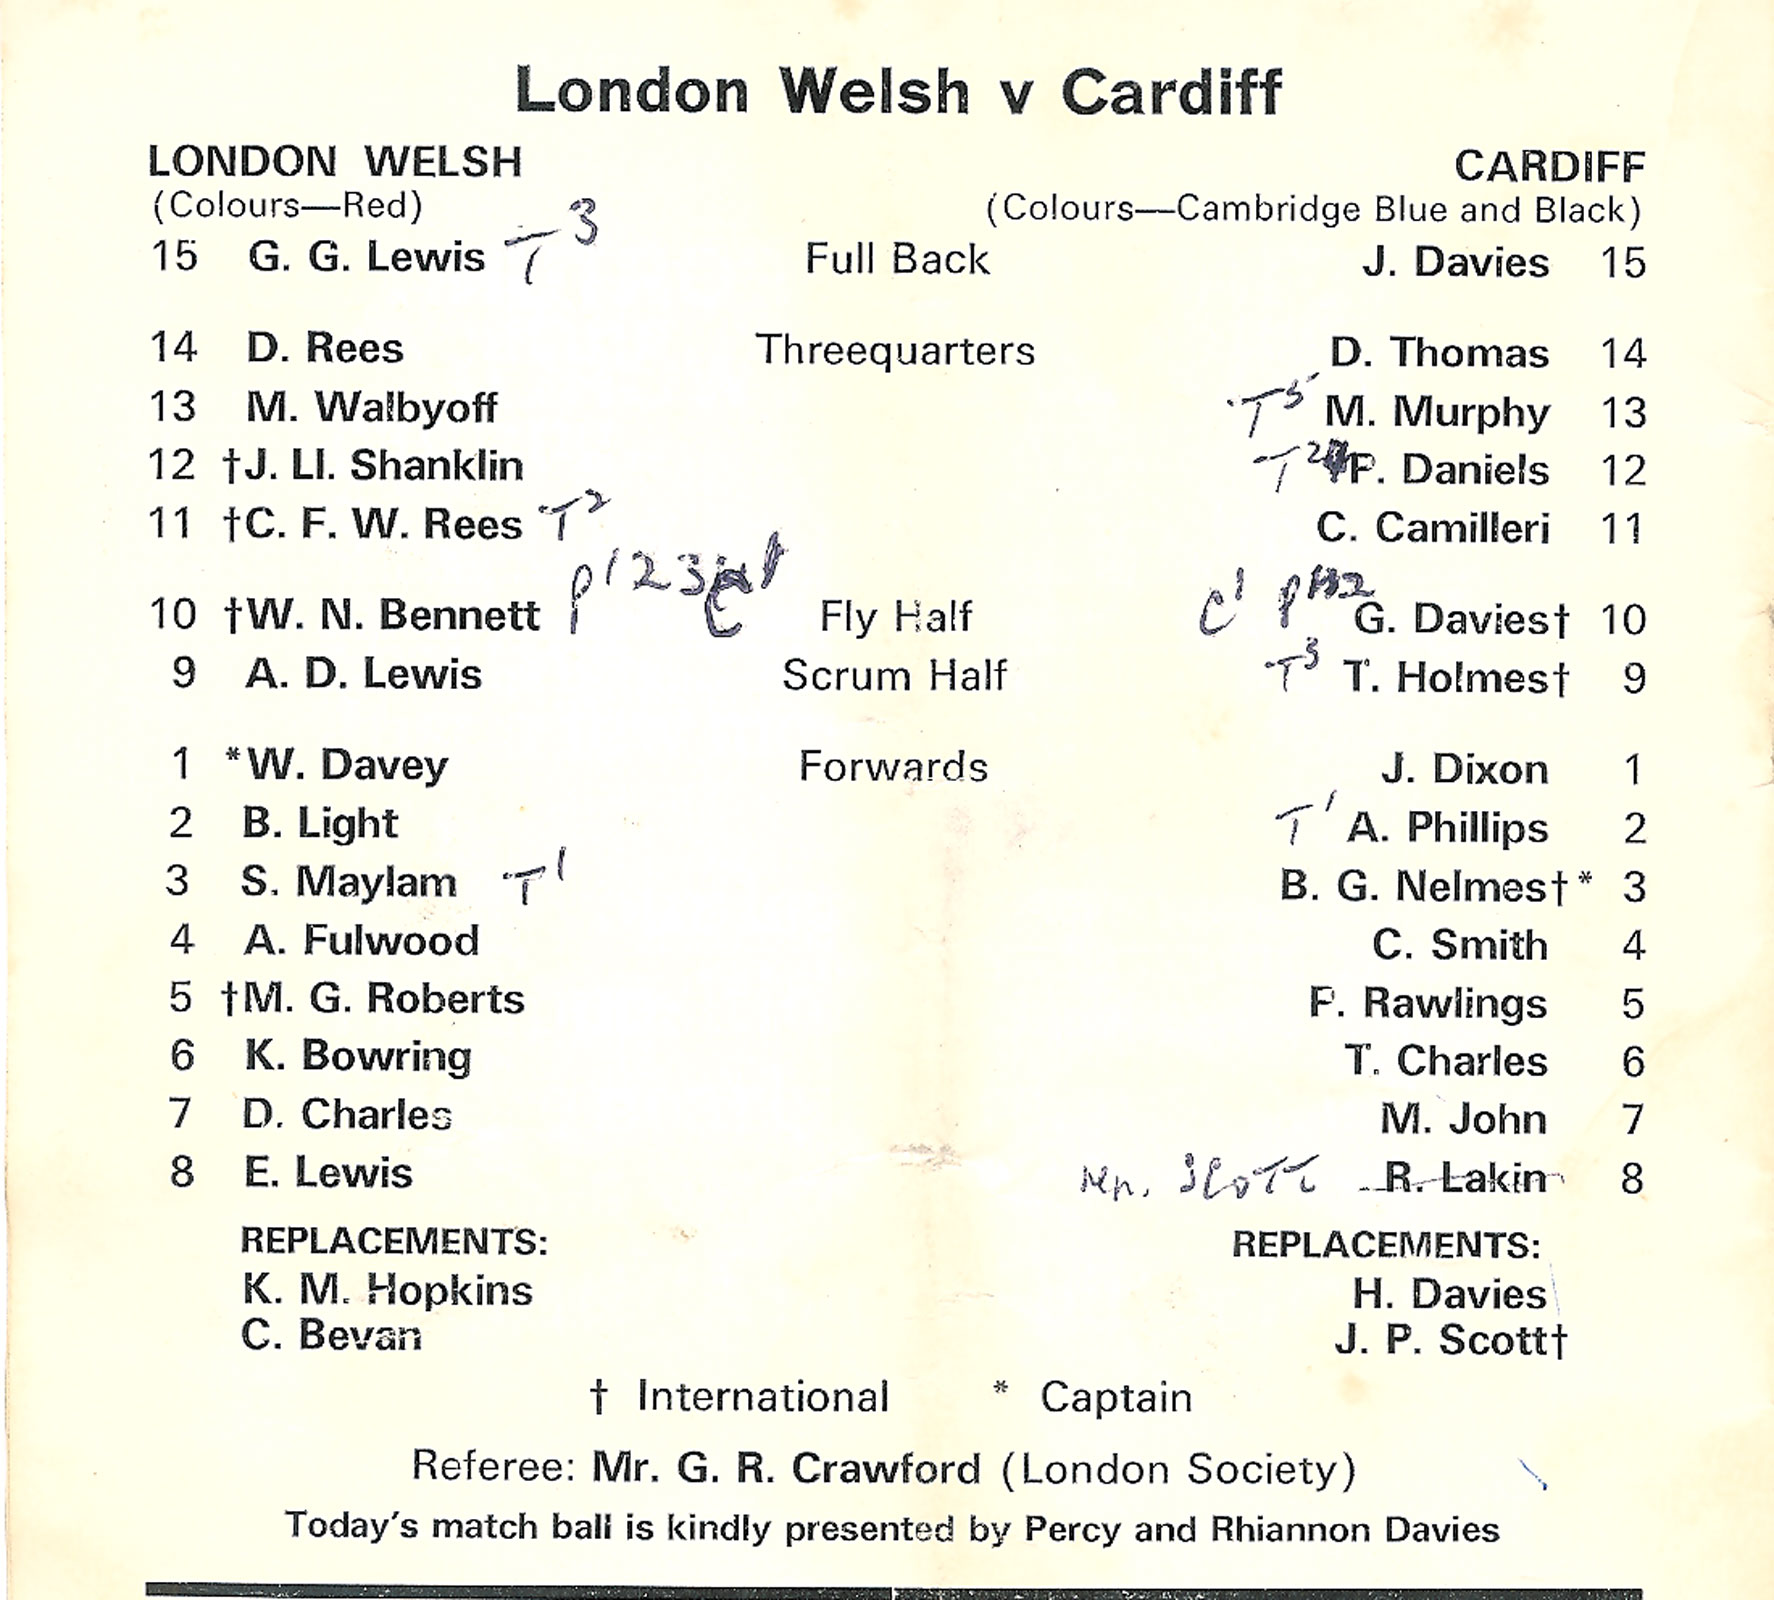 London Welsh v Cardiff
LONDON WELSH CARDIFF
(Colours—Red) (Colours—Cambridge Blue and Black)
15 G. G. Lewis T3 Full Back J. Davies 15
14 D. Rees Threequarters D. Thomas 14
13 M. Walbyoff T5 M. Murphy 13
12 †J. Ll. Shanklin T2 P. Daniels 12
11 †C. F. W. Rees T2 C. Camilleri 11
10 †W. N. Bennett P123 C Fly Half C1 P G. Davies† 10
9 A. D. Lewis Scrum Half T3 T. Holmes† 9
1 *W. Davey Forwards J. Dixon 1
2 B. Light T1 A. Phillips 2
3 S. Maylam T1 B. G. Nelmes†* 3
4 A. Fulwood C. Smith 4
5 †M. G. Roberts P. Rawlings 5
6 K. Bowring T. Charles 6
7 D. Charles M. John 7
8 E. Lewis Rep. SCOTT R. Lakin 8
REPLACEMENTS: REPLACEMENTS:
K. M. Hopkins H. Davies
C. Bevan J. P. Scott†
† International * Captain
Referee: Mr. G. R. Crawford (London Society)
Today's match ball is kindly presented by Percy and Rhiannon Davies